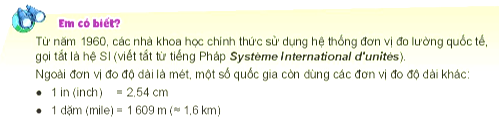 Em có biết?
Từ năm 1960, các nhà khoa học chính thức sử dụng hệ thống đơn vị đo lường quốc tế,
gọi tắt là hệ SI (viết tắt từ tiếng Pháp Système International d'unités).
Ngoài đơn vị đo độ dài là mét, một số quốc gia còn dùng các đơn vị đo độ dài khác:
● 1 in (inch) = 2,54 cm
● 1 dặm (mile) = 1 609 m (≈ 1,6 km)